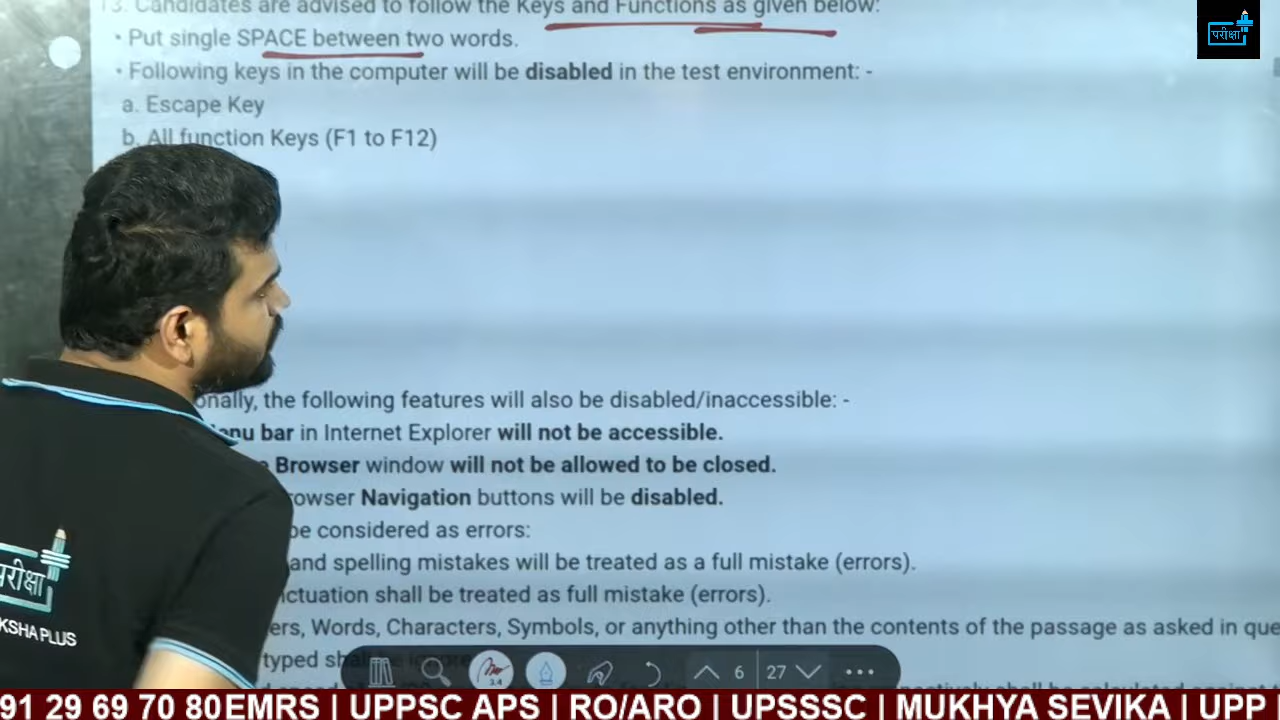 13. Candidates are advised to follow the Keys and Functions as given below:
• Put single SPACE between two words.
• Following keys in the computer will be disabled in the test environment: -
a. Escape Key
b. All function Keys (F1 to F12)
onally, the following features will also be disabled/inaccessible: -
enu bar in Internet Explorer will not be accessible.
Browser window will not be allowed to be closed.
rowser Navigation buttons will be disabled.
be considered as errors:
and spelling mistakes will be treated as a full mistake (errors).
nctuation shall be treated as full mistake (errors).
ers, Words, Characters, Symbols, or anything other than the contents of the passage as asked in que
typed
परीक्षा
परीक्षा
KSHA PLUS
3.4
6 27
91 29 69 70 80 EMRS | UPPSC APS | RO/ARO | UPSSSC | MUKHYA SEVIKA | UPP